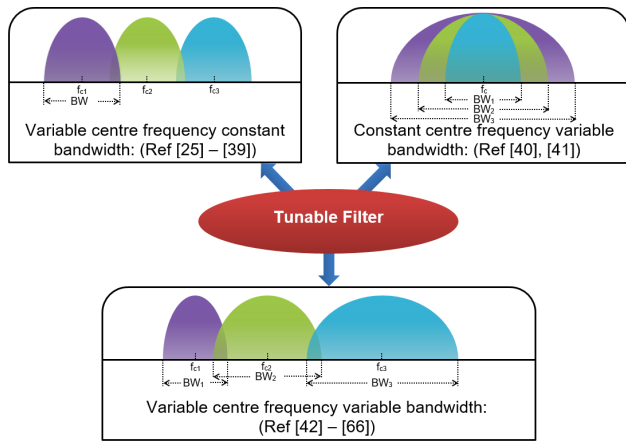 fc1
fc2
fc3
BW
Variable centre frequency constant
bandwidth: (Ref [25] – [39])
fc
BW1
BW2
BW3
Constant centre frequency variable
bandwidth: (Ref [40], [41])
Tunable Filter
fc1
fc2
fc3
BW1
BW2
BW3
Variable centre frequency variable bandwidth:
(Ref [42] – [66])